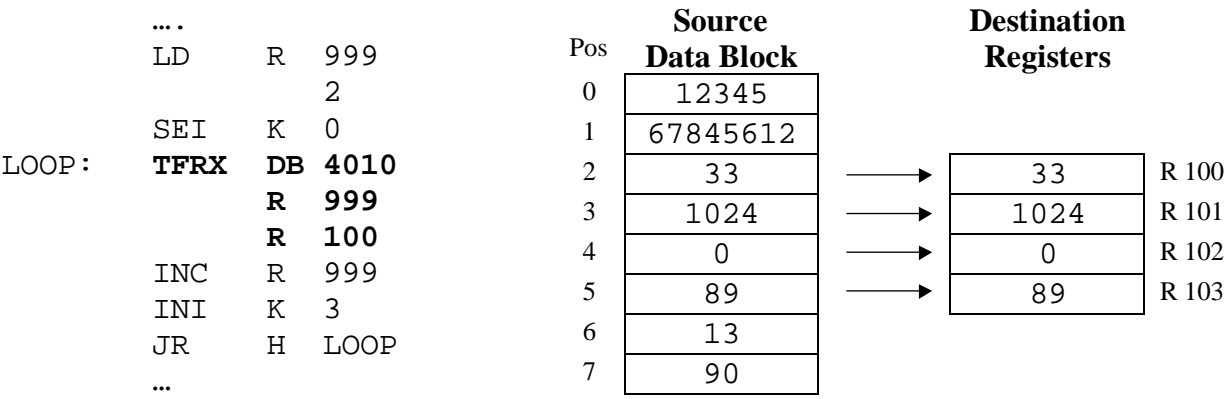 ….
LD R 999
2
SEI K 0
LOOP: TFRX DB 4010
R 999
R 100
INC R 999
INI K 3
JR H LOOP
…
Source
Pos Data Block
0 12345
1 67845612
2 33
3 1024
4 0
5 89
6 13
7 90
Destination
Registers
33 R 100
1024 R 101
0 R 102
89 R 103